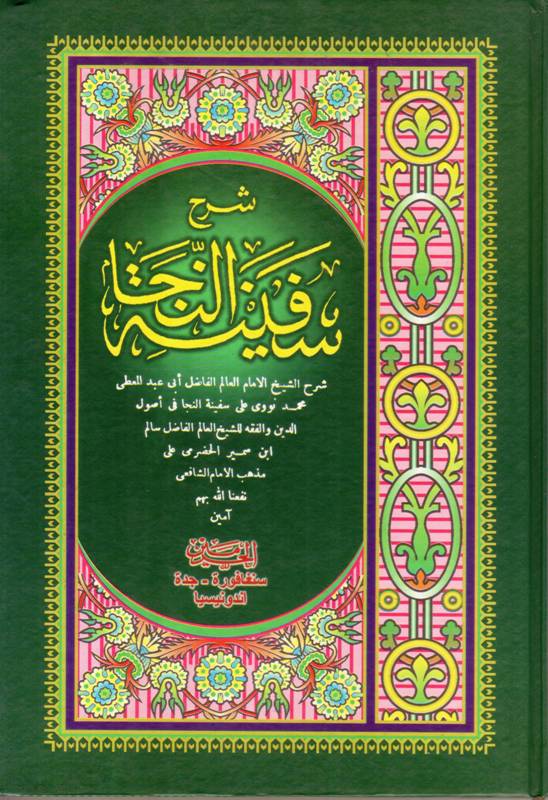 شرح
سفينة النجا
شرح الشيخ الامام العالم الفاضل أبى عبد المعطى
محمد نووى على سفينة النجا فى أصول
الدين والفقه للشيخ العالم الفاضل سالم
ابن سمير الحضرمى على
مذهب الامام الشافعى
نفعنا الله بهم
آمين
الحرمين
سنغافورة - جدة
اندونيسيا